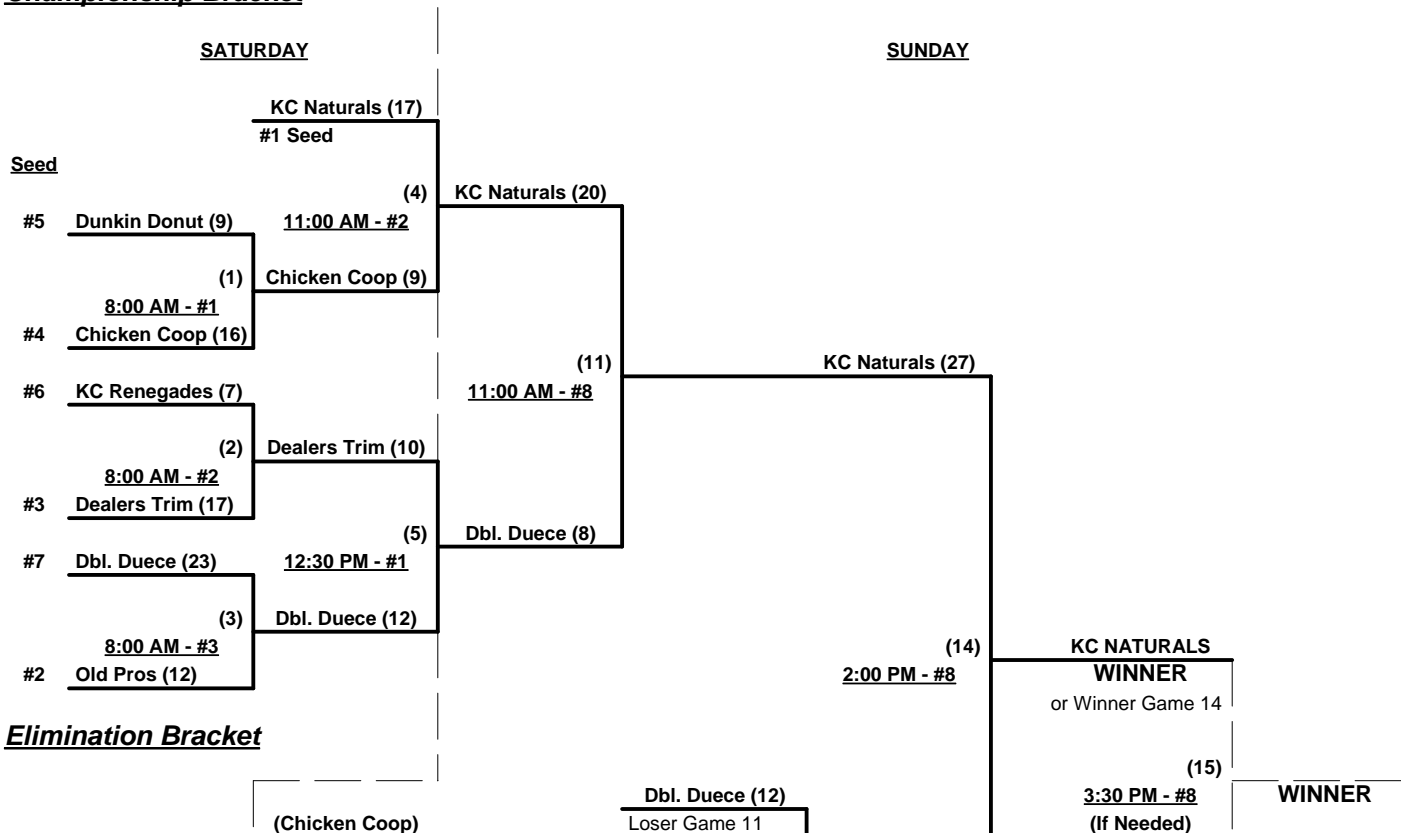 Championship Bracket
SATURDAY
SUNDAY
KC Naturals (17)
#1 Seed
Seed
(4)
KC Naturals (20)
#5
Dunkin Donut (9)
11:00 AM - #2
(1)
Chicken Coop (9)
8:00 AM - #1
#4
Chicken Coop (16)
(11)
KC Naturals (27)
#6
KC Renegades (7)
11:00 AM - #8
(2)
Dealers Trim (10)
8:00 AM - #2
#3
Dealers Trim (17)
(5)
Dbl. Duece (8)
#7
Dbl. Duece (23)
12:30 PM - #1
(3)
Dbl. Duece (12)
8:00 AM - #3
(14)
KC NATURALS
#2
Old Pros (12)
2:00 PM - #8
WINNER
or Winner Game 14
Elimination Bracket
(15)
Dbl. Duece (12)
3:30 PM - #8
WINNER
(Chicken Coop)
Loser Game 11
(If Needed)